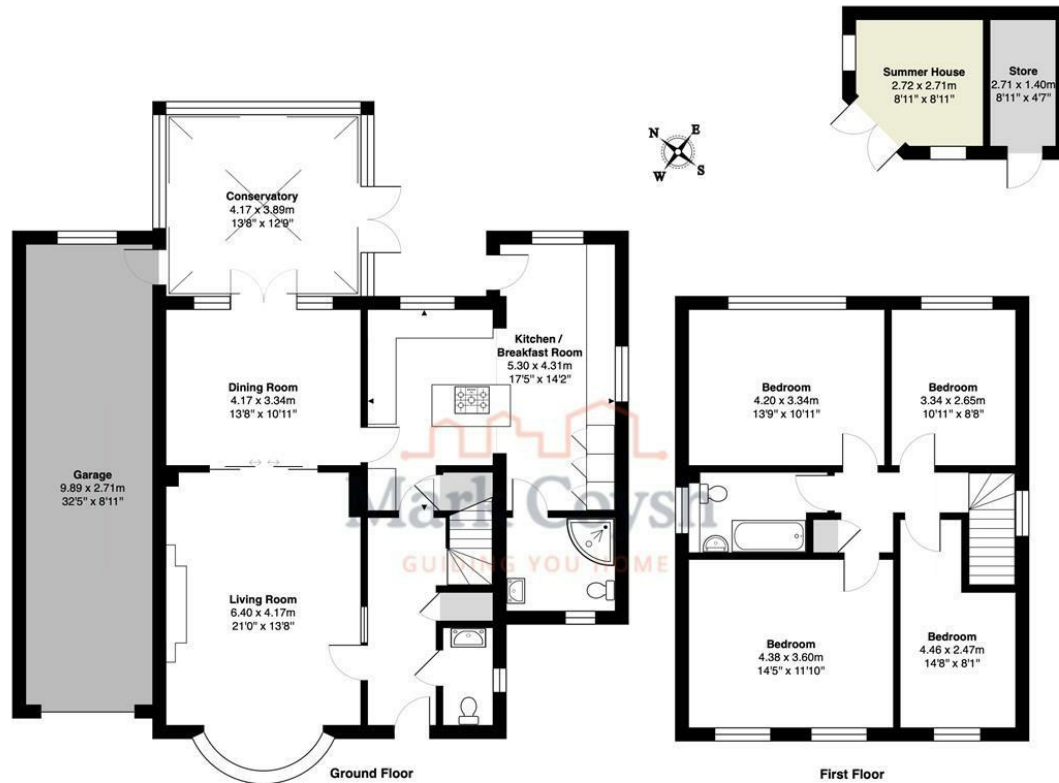 Summer House
2.72 x 2.71m
8'11" x 8'11"
Store
2.71 x 1.40m
8'11" x 4'7"
N E
W S
Conservatory
4.17 x 3.89m
13'8" x 12'9"
Kitchen /
Breakfast Room
5.30 x 4.31m
17'5" x 14'2"
Dining Room
4.17 x 3.34m
13'8" x 10'11"
Garage
9.89 x 2.71m
32'5" x 8'11"
Living Room
6.40 x 4.17m
21'0" x 13'8"
Mark Coysh
GUIDING YOU HOME
Ground Floor
Bedroom
4.20 x 3.34m
13'9" x 10'11"
Bedroom
3.34 x 2.65m
10'11" x 8'8"
Bedroom
4.38 x 3.60m
14'5" x 11'10"
Bedroom
4.46 x 2.47m
14'8" x 8'1"
First Floor